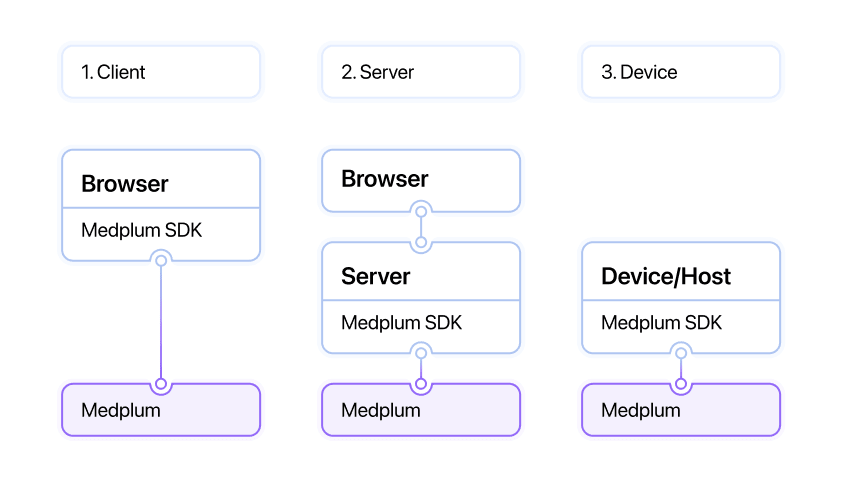 1. Client
2. Server
3. Device
Browser
Medplum SDK
Medplum
Browser
Server
Medplum SDK
Medplum
Device/Host
Medplum SDK
Medplum